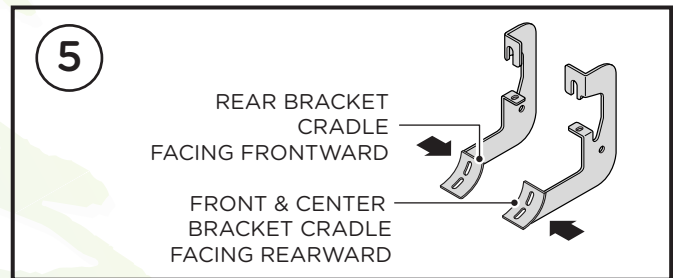 5
REAR BRACKET
CRADLE
FACING FRONTWARD
FRONT & CENTER
BRACKET CRADLE
FACING REARWARD